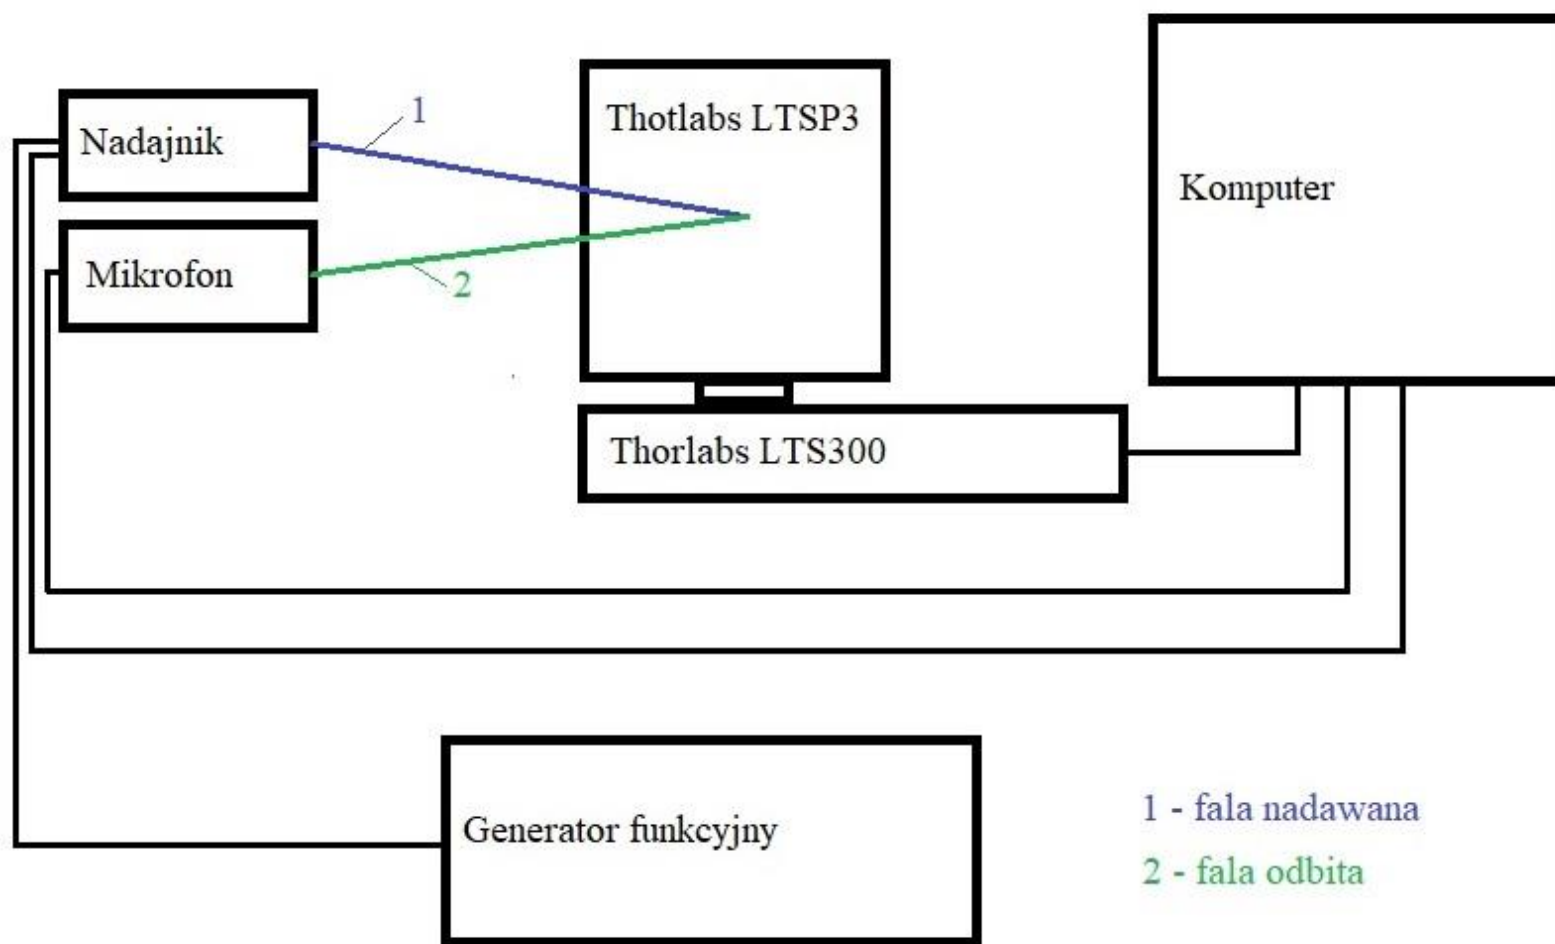 Nadajnik
1
Thotlabs LTSP3
Komputer
Mikrofon
2
Thorlabs LTS300
Generator funkcyjny
1 - fala nadawana
2 - fala odbita